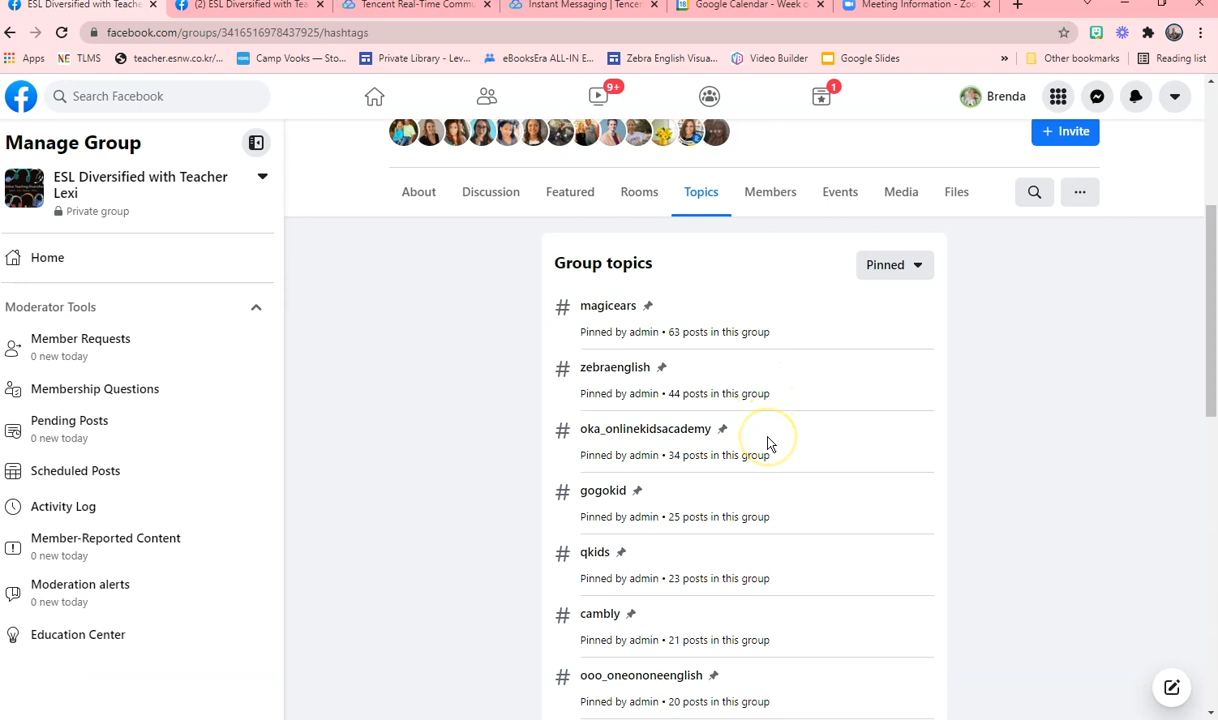 ESL Diversified with Teache
(2) ESL Diversified with Tea
Tencent Real-Time Commu
Instant Messaging | Tencen
Google Calendar - Week o
Meeting Information - Zoo
facebook.com/groups/3416516978437925/hashtags
Apps
NE TLMS
teacher.esnw.co.kr/...
Camp Vooks — Sto...
Private Library - Lev...
eBooksEra ALL-IN E...
Zebra English Visua...
Video Builder
Google Slides
»
Other bookmarks
Reading list
Search Facebook
9+
1
Brenda
Manage Group
ESL Diversified with Teacher
Lexi
Private group
Home
Moderator Tools
Member Requests
0 new today
Membership Questions
Pending Posts
0 new today
Scheduled Posts
Activity Log
Member-Reported Content
0 new today
Moderation alerts
0 new today
Education Center
+ Invite
About
Discussion
Featured
Rooms
Topics
Members
Events
Media
Files
Group topics
Pinned
# magicears
Pinned by admin • 63 posts in this group
# zebraenglish
Pinned by admin • 44 posts in this group
# oka_onlinekidsacademy
Pinned by admin • 34 posts in this group
# gogokid
Pinned by admin • 25 posts in this group
# qkids
Pinned by admin • 23 posts in this group
# cambly
Pinned by admin • 21 posts in this group
# ooo_oneononeenglish
Pinned by admin • 20 posts in this group